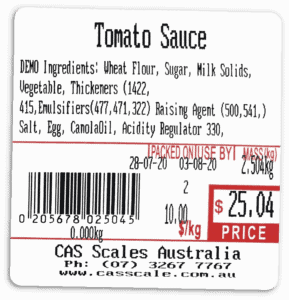 Tomato Sauce
DEMO Ingredients: Wheat Flour, Sugar, Milk Solids,
Vegetable, Thickeners (1422,
415,Emulsifiers(477,471,322) Raising Agent (500,541,)
Salt, Egg, CanolaOil, Acidity Regulator 330,
PACKED ON USE BY MASS(kg)
28-07-20 03-08-20 2.504kg
2
10.00 $/kg
$ 25.04
PRICE
0 205678 025045
0.000kg
CAS Scales Australia
Ph: (07) 3267 7767
www.casscale.com.au